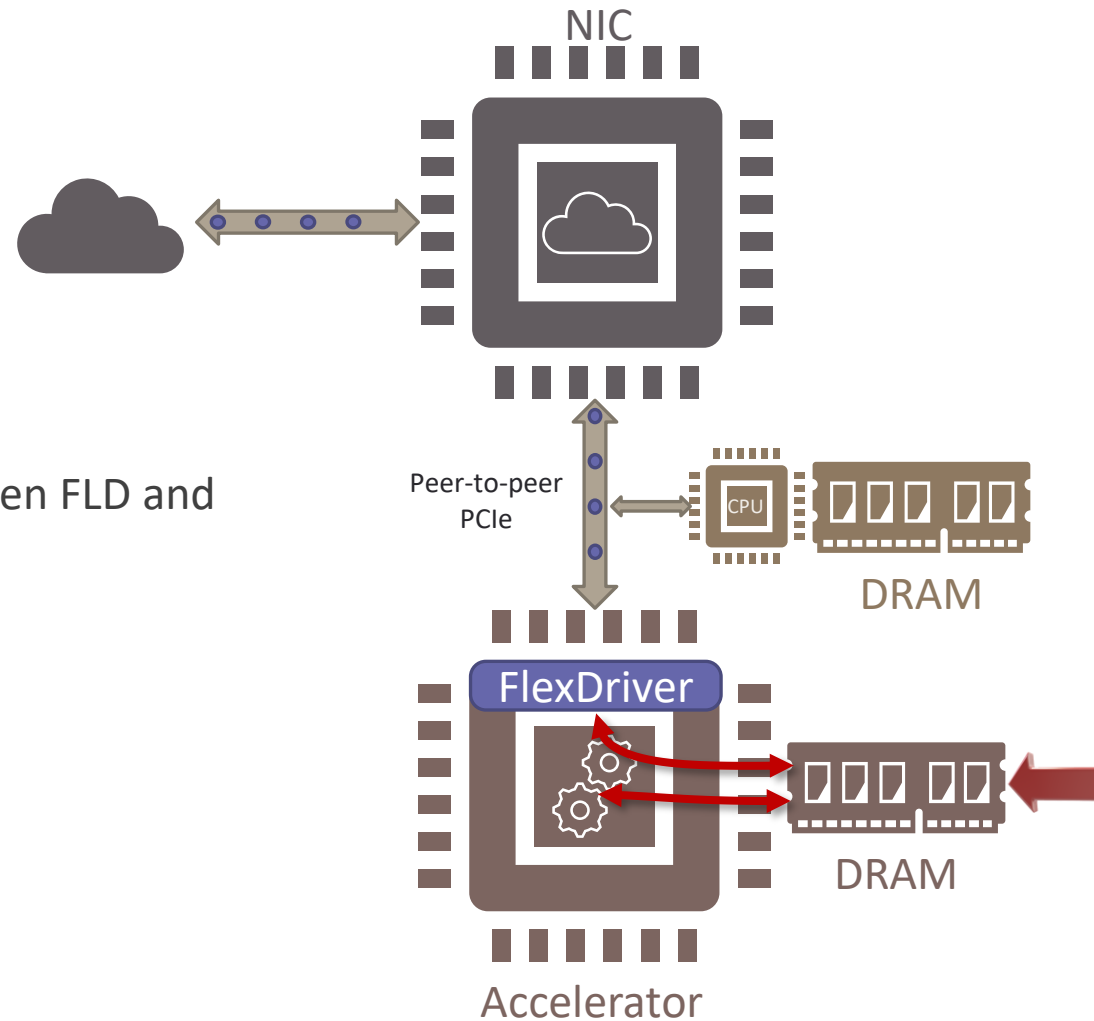 NIC
en FLD and
Peer-to-peer
PCIe
CPU
DRAM
FlexDriver
DRAM
Accelerator